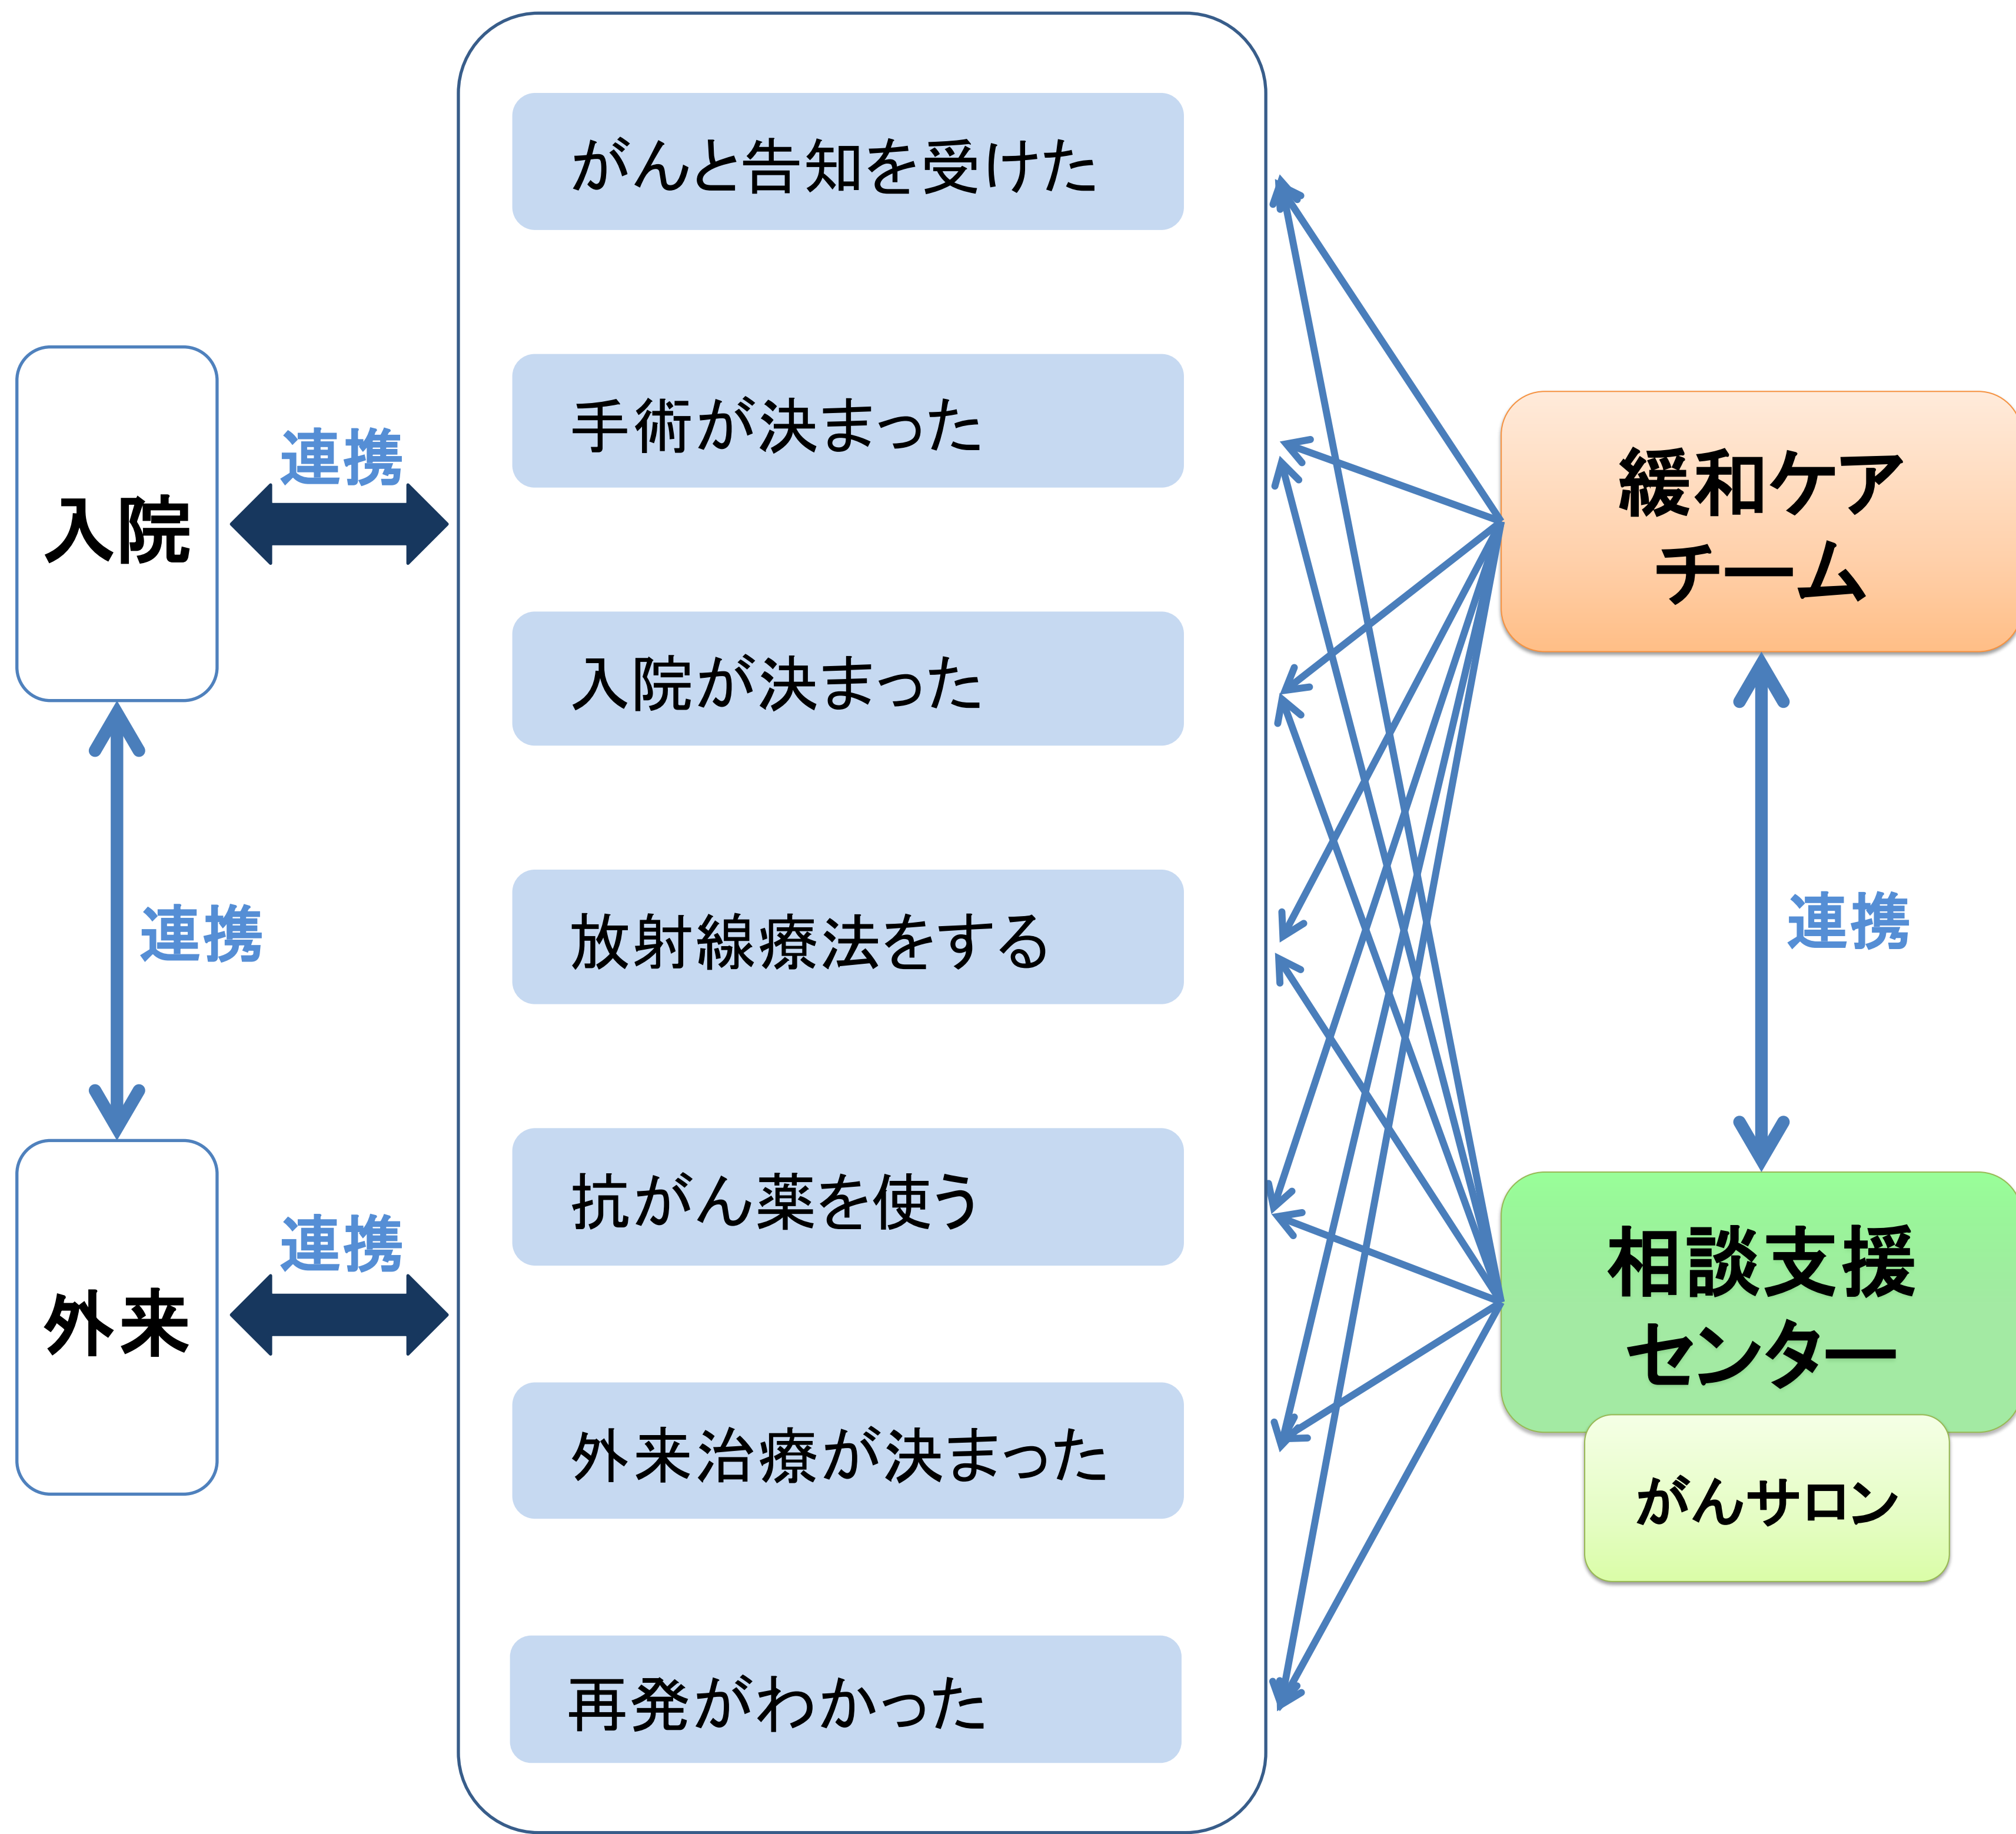 入院
連携
連携
外来
連携
がんと告知を受けた
手術が決まった
入院が決まった
放射線療法をする
抗がん薬を使う
外来治療が決まった
再発がわかった
緩和ケア
チーム
連携
相談支援
センター
がんサロン